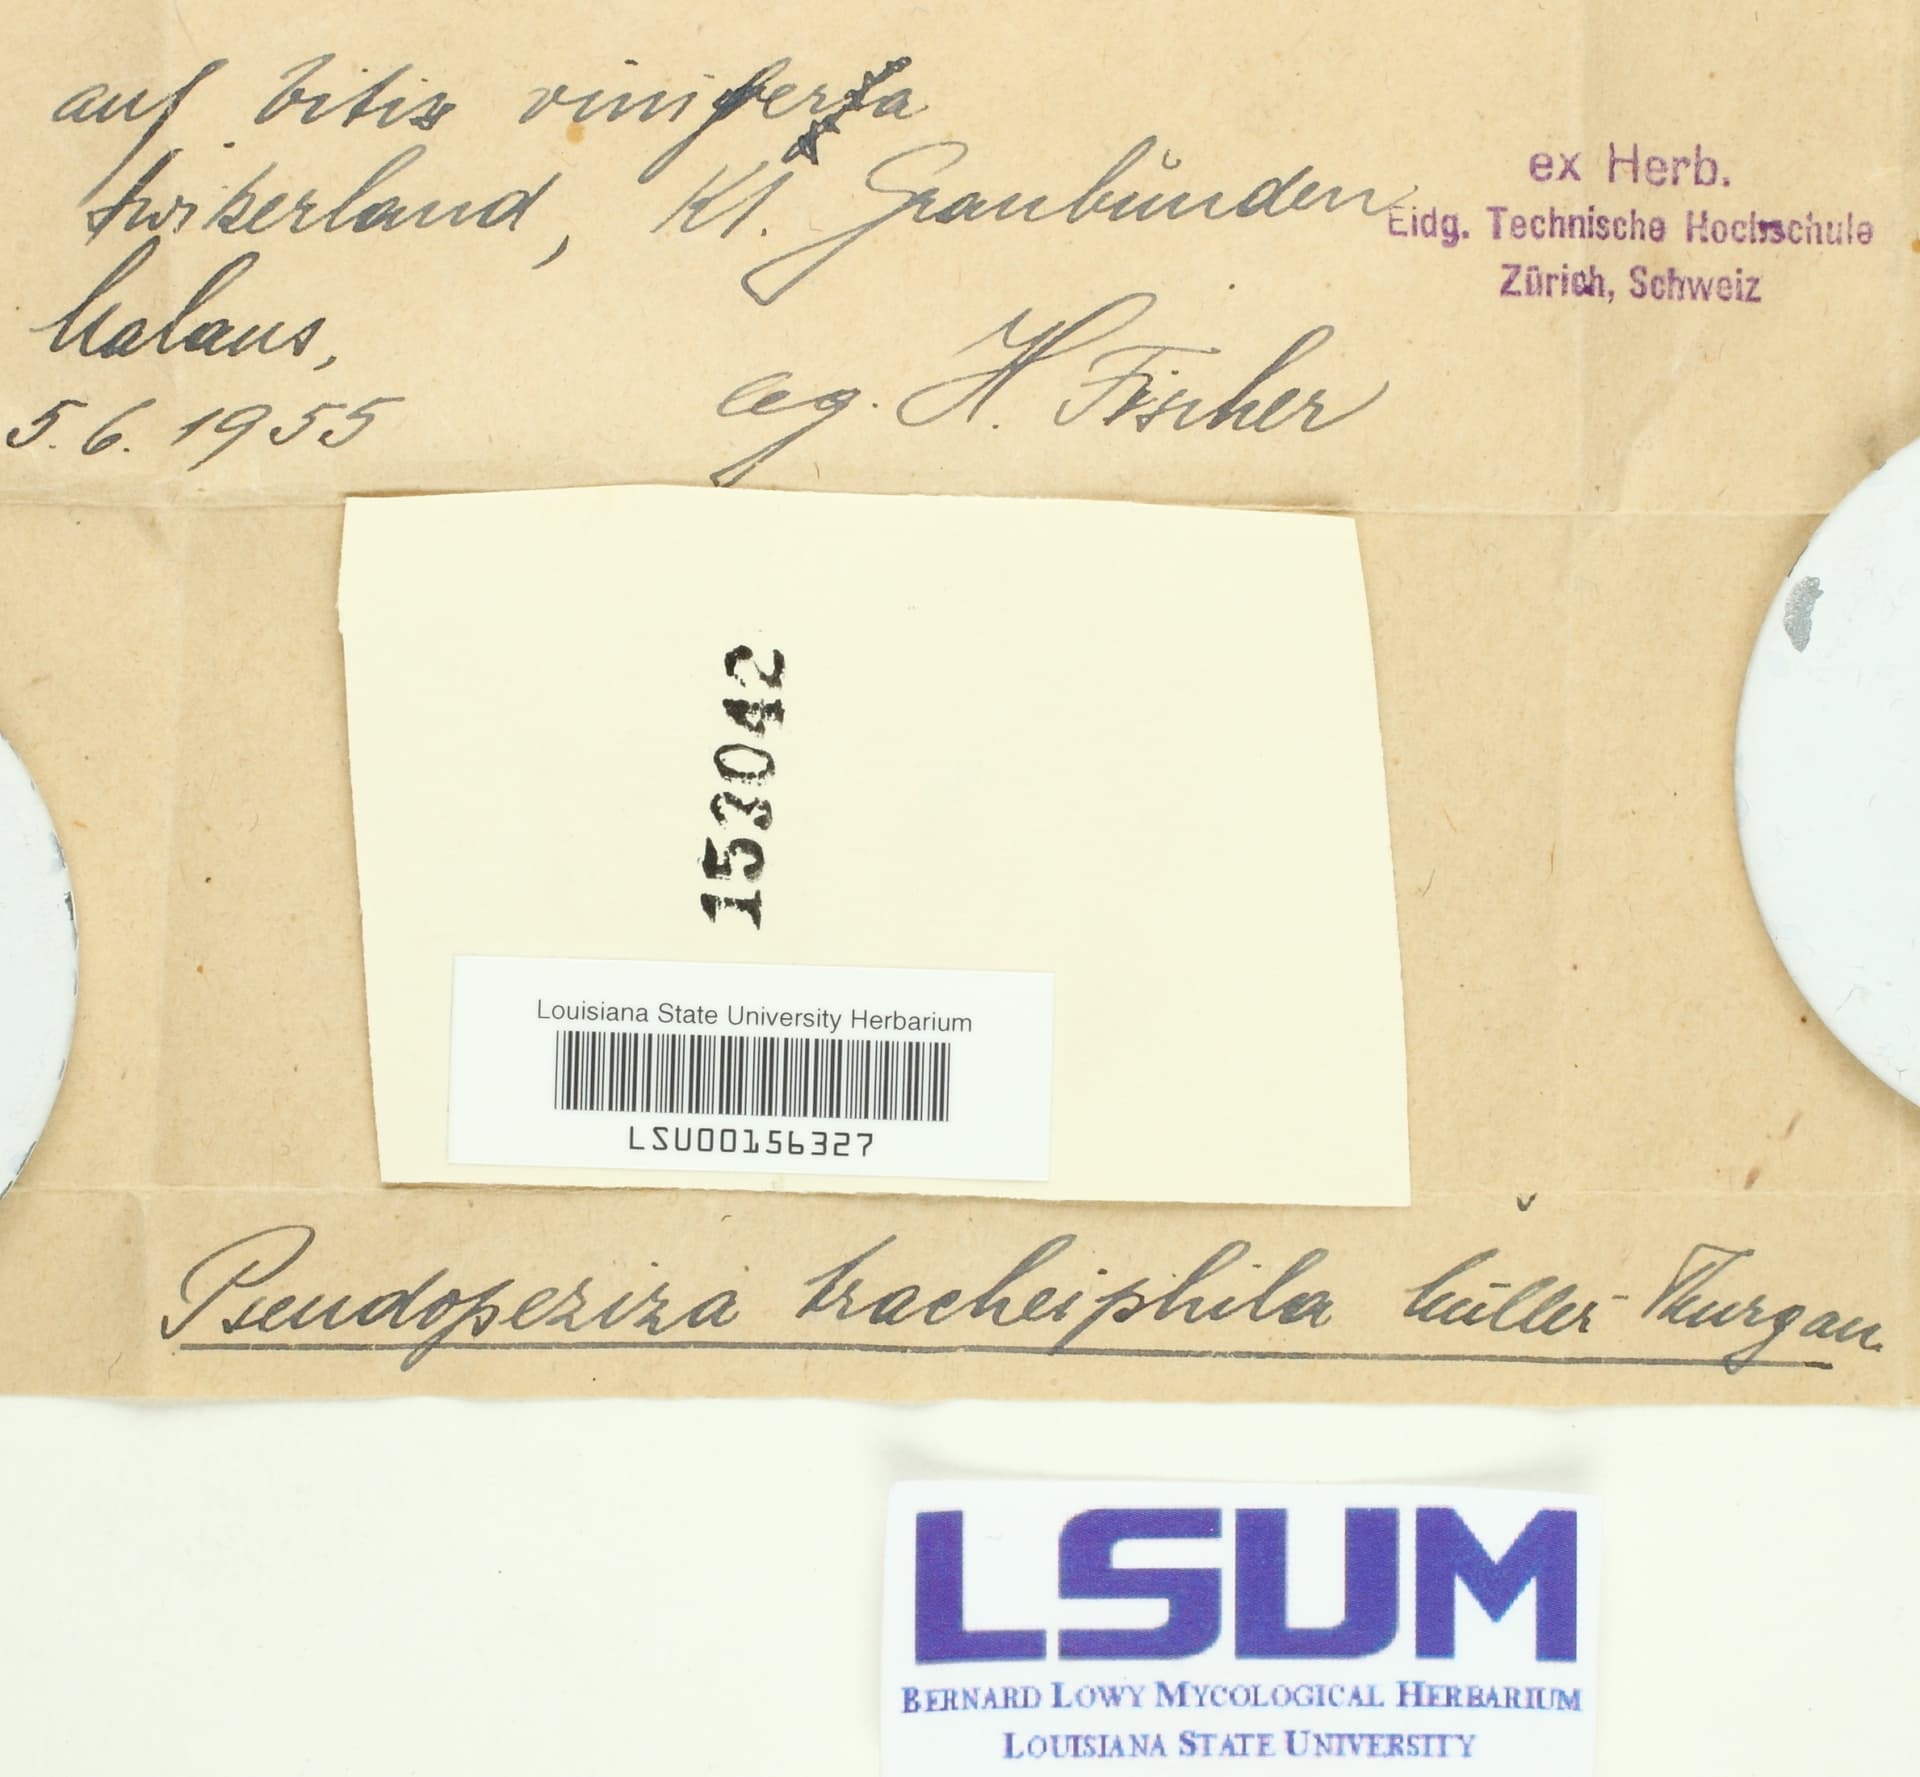 auf Vitis vinifera
Switzerland, Kt. Graubünden
Malans,
5. 6. 1955
leg. H. Fischer
ex Herb.
Eidg. Technische Hochschule
Zürich, Schweiz
153042
Louisiana State University Herbarium
LSU00156327
Pseudopeziza tracheiphila Müller-Thurgau
LSUM
BERNARD LOWY MYCOLOGICAL HERBARIUM
LOUISIANA STATE UNIVERSITY